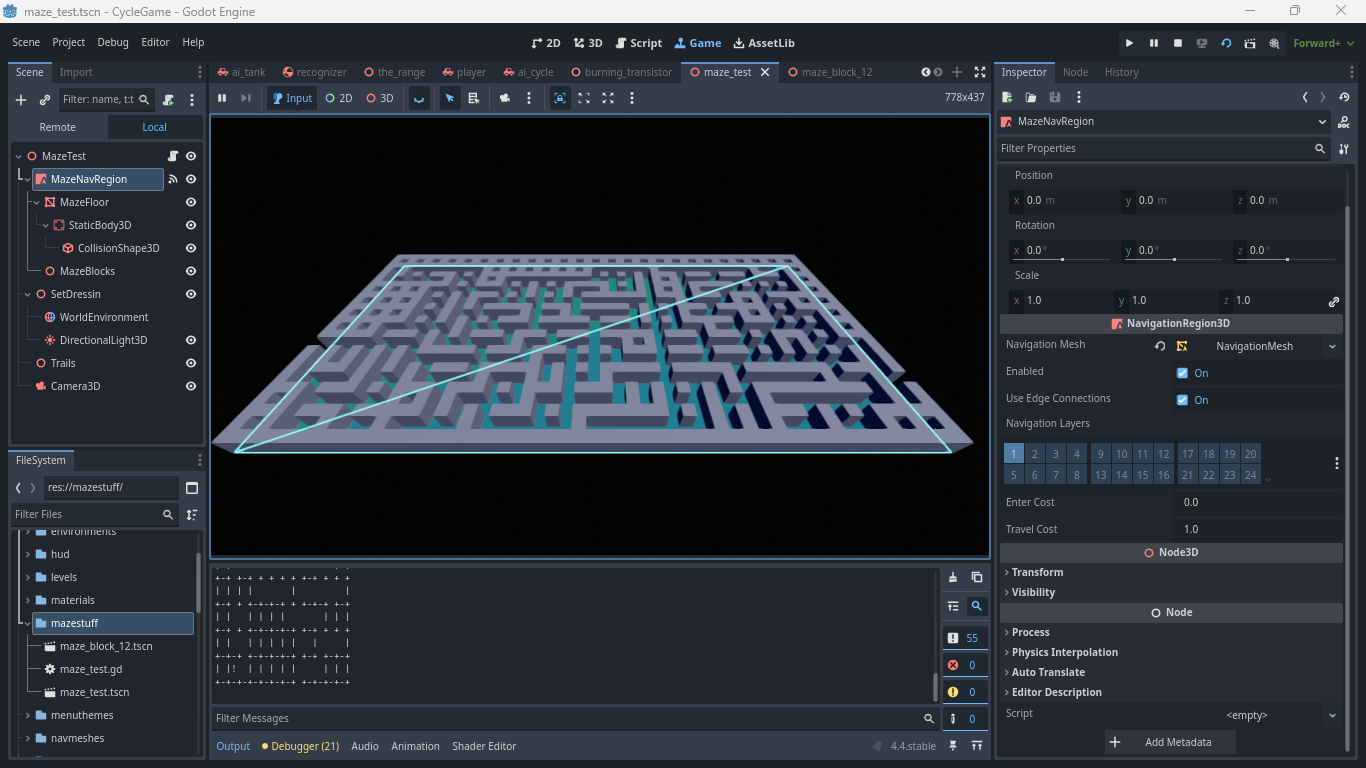 maze_test.tscn - CycleGame - Godot Engine
Scene Project Debug Editor Help
2D 3D Script Game AssetLib
Forward+
Scene Import
ai_tank recognizer the_range player ai_cycle burning_transistor maze_test maze_block_12
Inspector Node History
Filter: name, t:t
Input 2D 3D
778x437
Remote Local
MazeNavRegion
Filter Properties
MazeTest
MazeNavRegion
MazeFloor
StaticBody3D
CollisionShape3D
MazeBlocks
SetDressin
WorldEnvironment
DirectionalLight3D
Trails
Camera3D
Position
x 0.0 m y 0.0 m z 0.0 m
Rotation
x 0.0° y 0.0° z 0.0°
Scale
x 1.0 y 1.0 z 1.0
NavigationRegion3D
Navigation Mesh NavigationMesh
Enabled On
Use Edge Connections On
Navigation Layers
1 2 3 4 9 10 11 12 17 18 19 20
5 6 7 8 13 14 15 16 21 22 23 24
Enter Cost 0.0
Travel Cost 1.0
Node3D
Transform
Visibility
Node
Process
Physics Interpolation
Auto Translate
Editor Description
Script <empty>
Add Metadata
FileSystem
res://mazestuff/
Filter Files
environments
hud
levels
materials
mazestuff
maze_block_12.tscn
maze_test.gd
maze_test.tscn
menuthemes
navmeshes
55
0
0
0
Filter Messages
Output Debugger (21) Audio Animation Shader Editor
4.4.stable